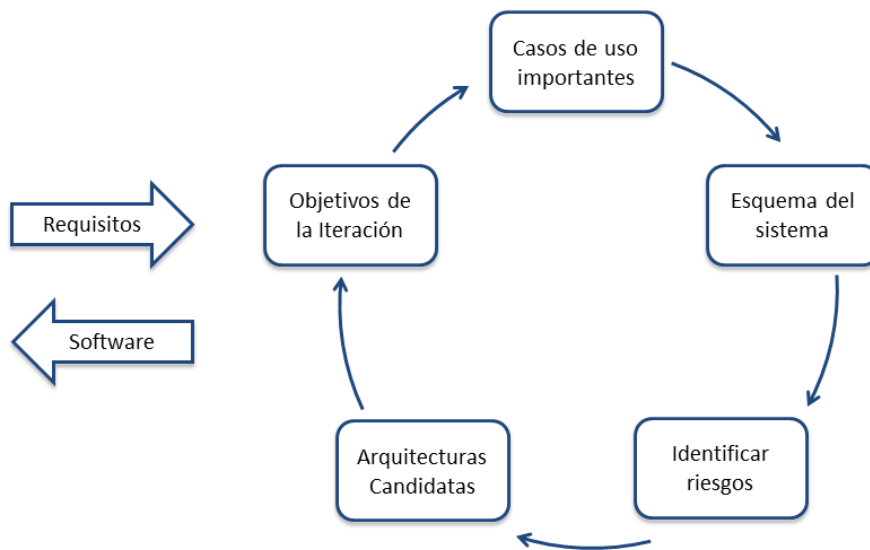 Casos de uso
importantes
Requisitos
Objetivos de
la Iteración
Esquema del
sistema
Software
Arquitecturas
Candidatas
Identificar
riesgos